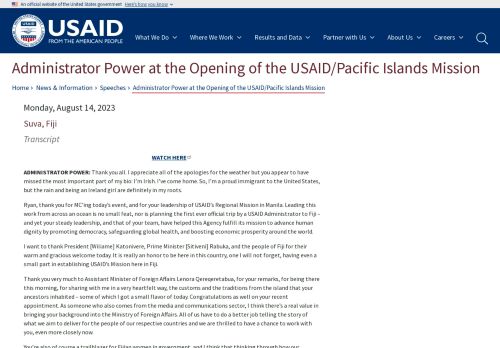 An official website of the United States government Here's how you know
USAID
FROM THE AMERICAN PEOPLE
What We Do
Where We Work
Results and Data
Partner with Us
About Us
Careers
Administrator Power at the Opening of the USAID/Pacific Islands Mission
Home › News & Information › Speeches › Administrator Power at the Opening of the USAID/Pacific Islands Mission
Monday, August 14, 2023
Suva, Fiji
Transcript
WATCH HERE
ADMINISTRATOR POWER: Thank you all. I appreciate all of the apologies for the weather but you appear to have
missed the most important part of my bio: I'm Irish. I've come home. So, I'm a proud immigrant to the United States,
but the rain and being an Ireland girl are definitely in my roots.
Ryan, thank you for MC'ing today's event, and for your leadership of USAID's Regional Mission in Manila. Leading this
work from across an ocean is no small feat, nor is planning the first ever official trip by a USAID Administrator to Fiji –
and yet your steady leadership, and that of your team, have helped this Agency fulfill its mission to advance human
dignity by promoting democracy, safeguarding global health, and boosting economic prosperity around the world.
I want to thank President [Wiliame] Katonivere, Prime Minister [Sitiveni] Rabuka, and the people of Fiji for their
warm and gracious welcome today. It is really an honor to be here in this country, one I will not forget, having even a
small part in establishing USAID's Mission here in Fiji.
Thank you very much to Assistant Minister of Foreign Affairs Lenora Qereqeretabua, for your remarks, for being there
this morning, for sharing with me in a very heartfelt way, the customs and the traditions from the island that your
ancestors inhabited – some of which I got a small flavor of today. Congratulations as well on your recent
appointment. As someone who also comes from the media and communications sector, I think there's a real value in
bringing your background into the Ministry of Foreign Affairs. All of us have to do a better job telling the story of
what we aim to deliver for the people of our respective countries and we are thrilled to have a chance to work with
you, even more closely now.
You're also of course a trailblazer for Fijian women in government, and I think that thinking through how our